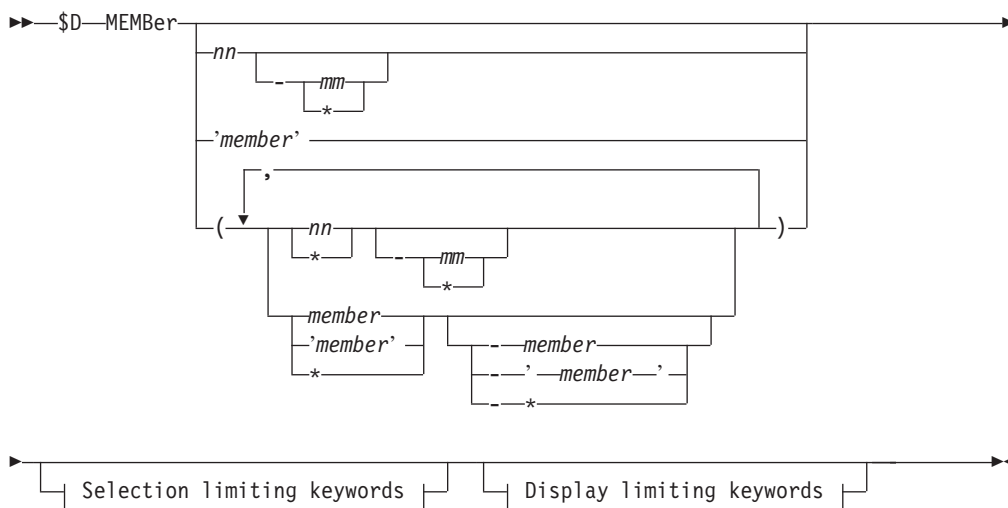 $D MEMBer
nn
- mm
*
'member'
,
( nn - mm )
* *
member
- member
'member'
- ' member '
*
- *
Selection limiting keywords Display limiting keywords